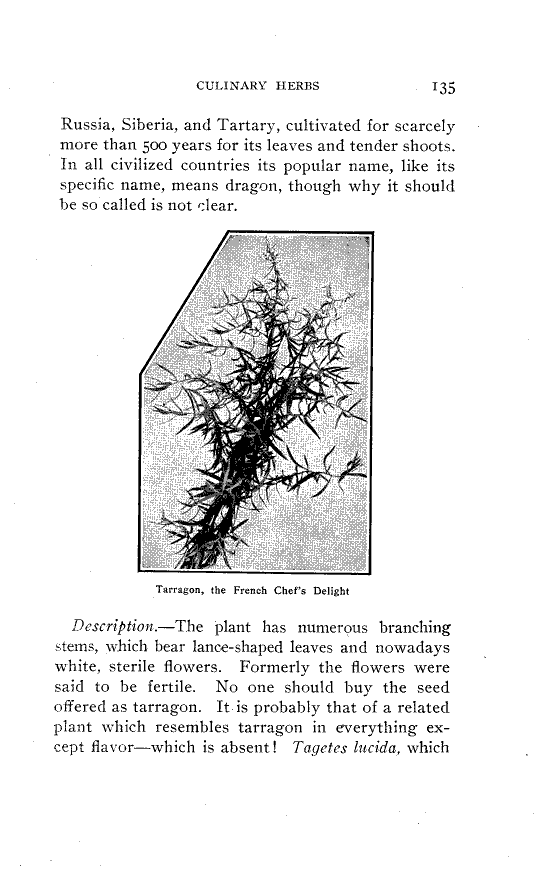 CULINARY HERBS 135
Russia, Siberia, and Tartary, cultivated for scarcely
more than 500 years for its leaves and tender shoots.
In all civilized countries its popular name, like its
specific name, means dragon, though why it should
be so called is not clear.
Tarragon, the French Chef's Delight
Description.—The plant has numerous branching
stems, which bear lance-shaped leaves and nowadays
white, sterile flowers. Formerly the flowers were
said to be fertile. No one should buy the seed
offered as tarragon. It is probably that of a related
plant which resembles tarragon in everything ex-
cept flavor—which is absent! Tagetes lucida, which